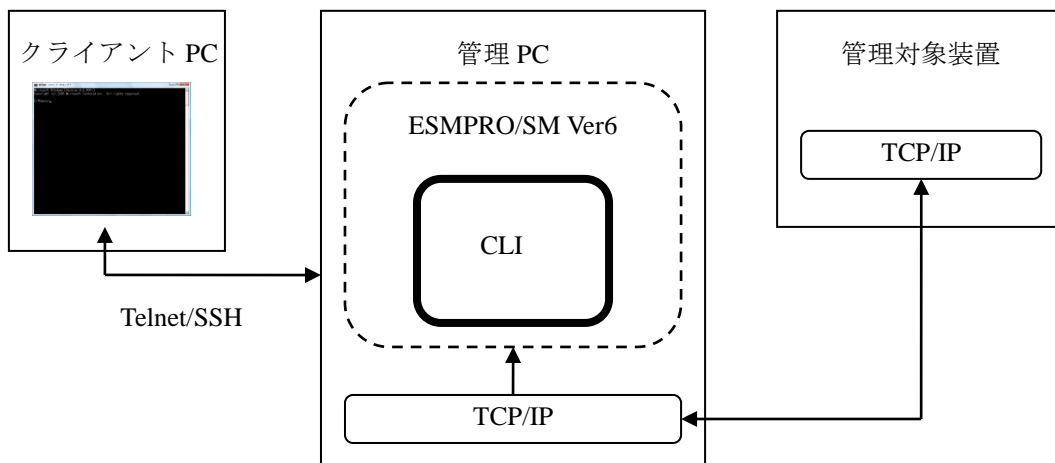 クライアント PC
管理 PC
管理対象装置
ESMPRO/SM Ver6
TCP/IP
CLI
Telnet/SSH
TCP/IP